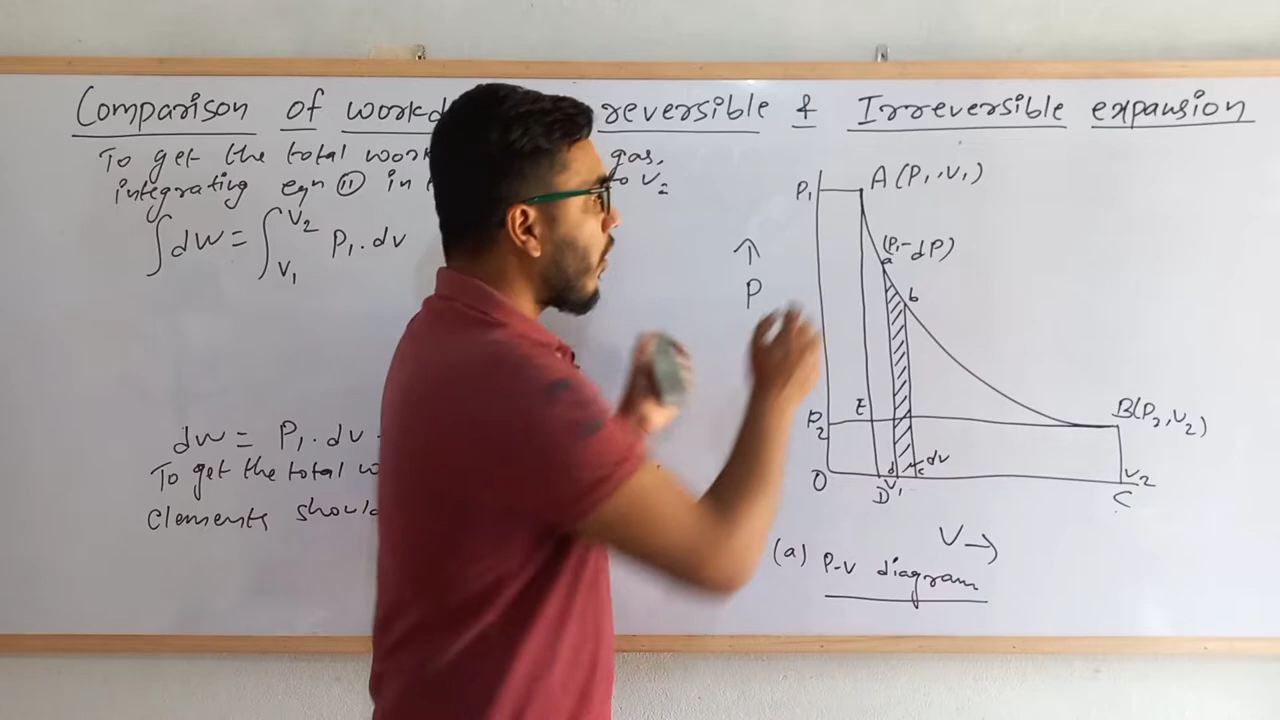 Comparison of workd reversible & Irreversible expansion
To get the total work gas,
integrating eqn (11) in to V2
∫dW = ∫V1V2 P1.dv
dw = P1.dv
To get the total w
Elements should
P1 A(P1,V1)
(P1-dP)
a
b
↑
P
P2 E B(P2,V2)
dv
O D d V1 c V2
C
V→
(a) P-V diagram